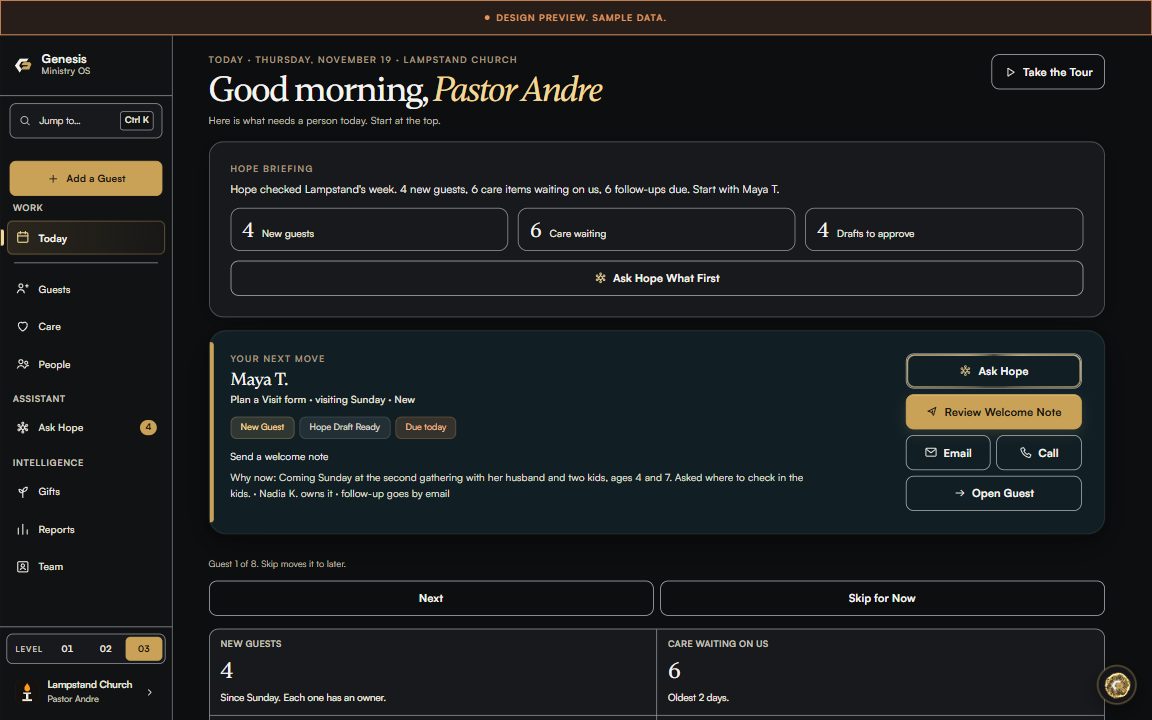 DESIGN PREVIEW. SAMPLE DATA.
Genesis
Ministry OS
Jump to...
Ctrl K
Add a Guest
WORK
Today
Guests
Care
People
ASSISTANT
Ask Hope
4
INTELLIGENCE
Gifts
Reports
Team
LEVEL 01 02 03
Lampstand Church
Pastor Andre
TODAY · THURSDAY, NOVEMBER 19 · LAMPSTAND CHURCH
Good morning, Pastor Andre
Here is what needs a person today. Start at the top.
Take the Tour
HOPE BRIEFING
Hope checked Lampstand's week. 4 new guests, 6 care items waiting on us, 6 follow-ups due. Start with Maya T.
4 New guests
6 Care waiting
4 Drafts to approve
Ask Hope What First
YOUR NEXT MOVE
Maya T.
Plan a Visit form · visiting Sunday · New
New Guest
Hope Draft Ready
Due today
Send a welcome note
Why now: Coming Sunday at the second gathering with her husband and two kids, ages 4 and 7. Asked where to check in the
kids. · Nadia K. owns it · follow-up goes by email
Ask Hope
Review Welcome Note
Email
Call
Open Guest
Guest 1 of 8. Skip moves it to later.
Next
Skip for Now
NEW GUESTS
4
Since Sunday. Each one has an owner.
CARE WAITING ON US
6
Oldest 2 days.